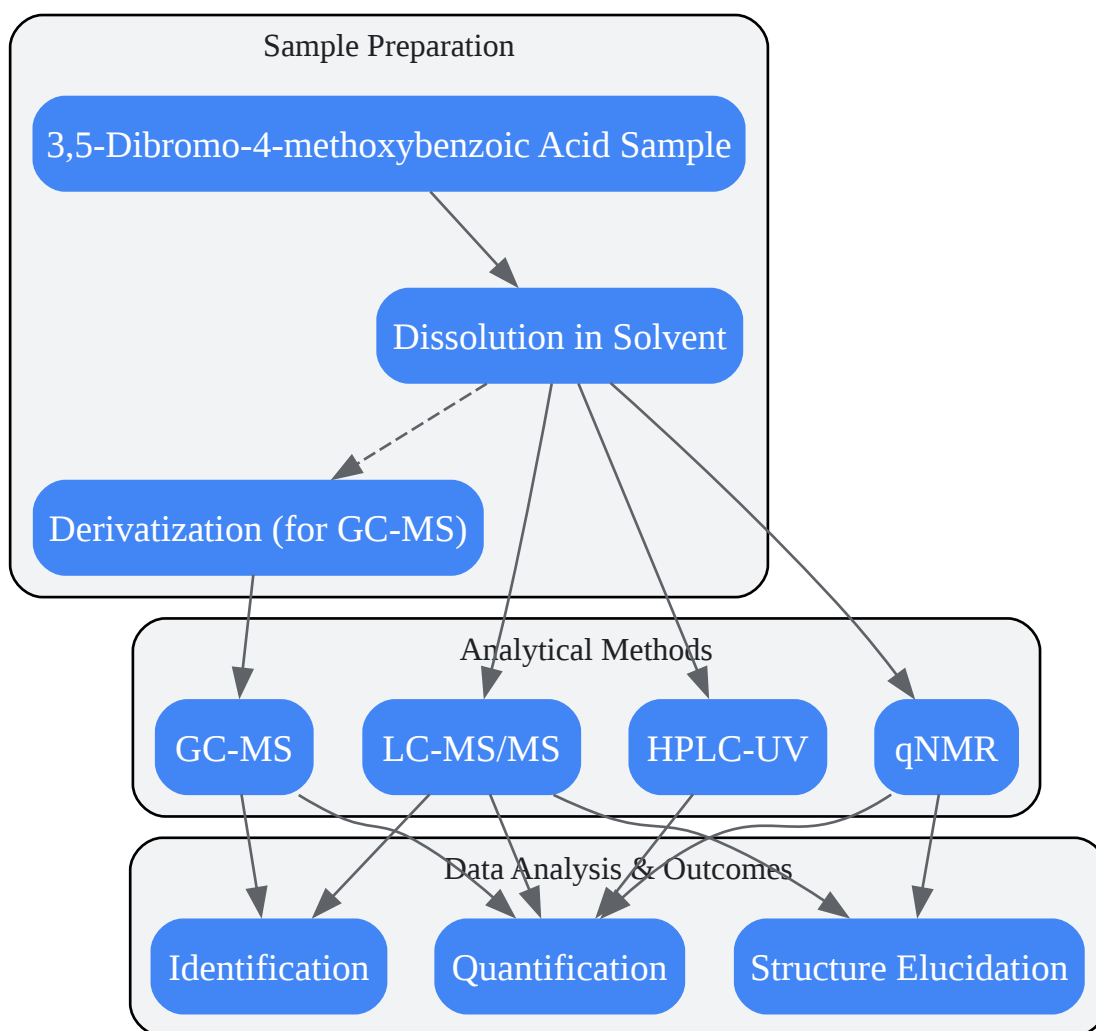 Sample Preparation
3,5-Dibromo-4-methoxybenzoic Acid Sample
Dissolution in Solvent
Derivatization (for GC-MS)
Analytical Methods
GC-MS
LC-MS/MS
HPLC-UV
qNMR
Data Analysis & Outcomes
Identification
Quantification
Structure Elucidation